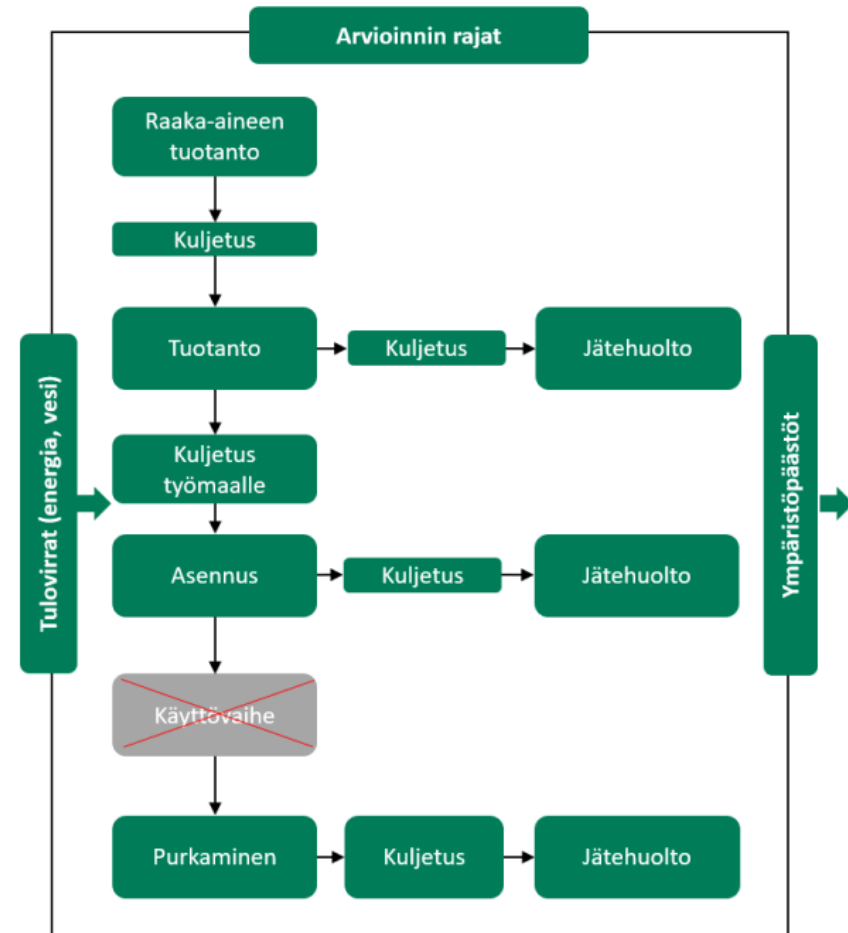 Arvioinnin rajat
Raaka-aineen
tuotanto
Kuljetus
Tuotanto
Kuljetus
Jätehuolto
Tulovirrat (energia, vesi)
Kuljetus
työmaalle
Ympäristöpäästöt
Asennus
Kuljetus
Jätehuolto
Käyttövaihe
Purkaminen
Kuljetus
Jätehuolto